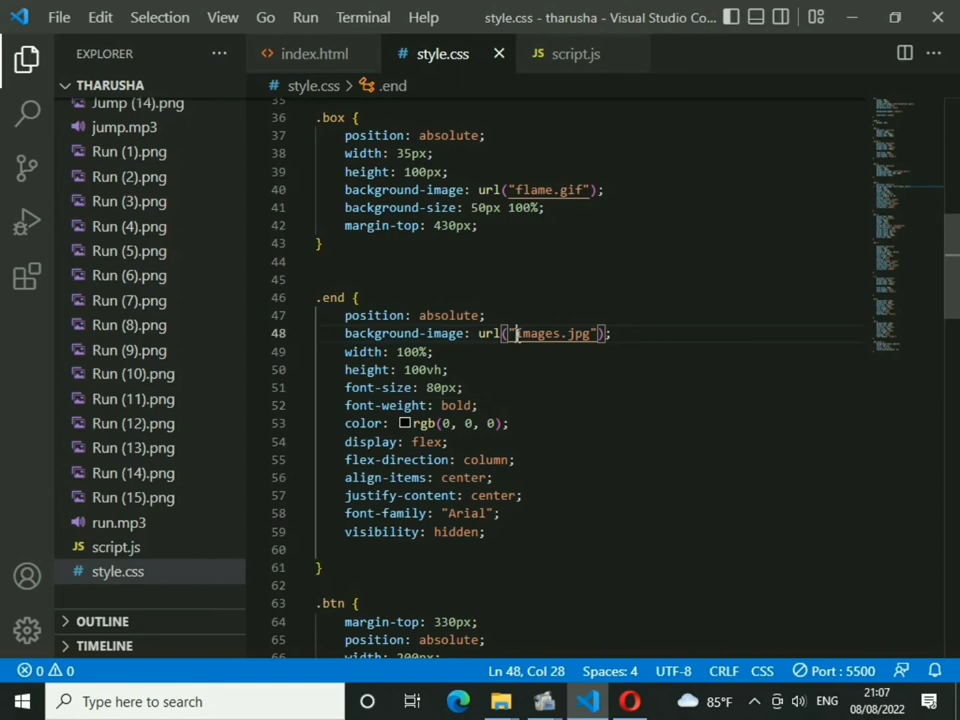 File Edit Selection View Go Run Terminal Help style.css - tharusha - Visual Studio Co...
EXPLORER ...
index.html # style.css JS script.js
THARUSHA
# style.css > .end
Jump (14).png
jump.mp3
Run (1).png
Run (2).png
Run (3).png
Run (4).png
Run (5).png
Run (6).png
Run (7).png
Run (8).png
Run (9).png
Run (10).png
Run (11).png
Run (12).png
Run (13).png
Run (14).png
Run (15).png
run.mp3
JS script.js
# style.css
OUTLINE
TIMELINE
35
36 .box {
37 position: absolute;
38 width: 35px;
39 height: 100px;
40 background-image: url("flame.gif");
41 background-size: 50px 100%;
42 margin-top: 430px;
43 }
44
45
46 .end {
47 position: absolute;
48 background-image: url("images.jpg");
49 width: 100%;
50 height: 100vh;
51 font-size: 80px;
52 font-weight: bold;
53 color: rgb(0, 0, 0);
54 display: flex;
55 flex-direction: column;
56 align-items: center;
57 justify-content: center;
58 font-family: "Arial";
59 visibility: hidden;
60
61 }
62
63 .btn {
64 margin-top: 330px;
65 position: absolute;
66 width: 200px;
0 0 Ln 48, Col 28 Spaces: 4 UTF-8 CRLF CSS Port : 5500
Type here to search 85°F ENG 21:07 08/08/2022